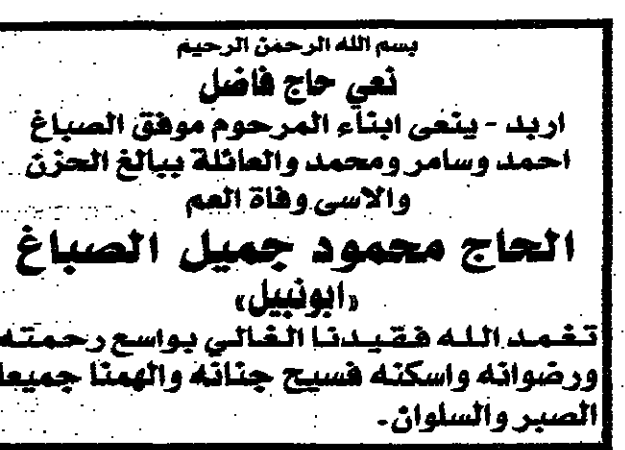 بسم الله الرحمن الرحيم
نعي حاج فاضل
اربد - ينعى ابناء المرحوم موفق الصباغ
احمد وسامر ومحمد والعائلة ببالغ الحزن
والاسى وفاة العم
الحاج محمود جميل الصباغ
«ابونبيل»
تغمد الله فقيدنا الغالي بواسع رحمته
ورضوانه واسكنه فسيح جنانه والهمنا جميعا
الصبر والسلوان.